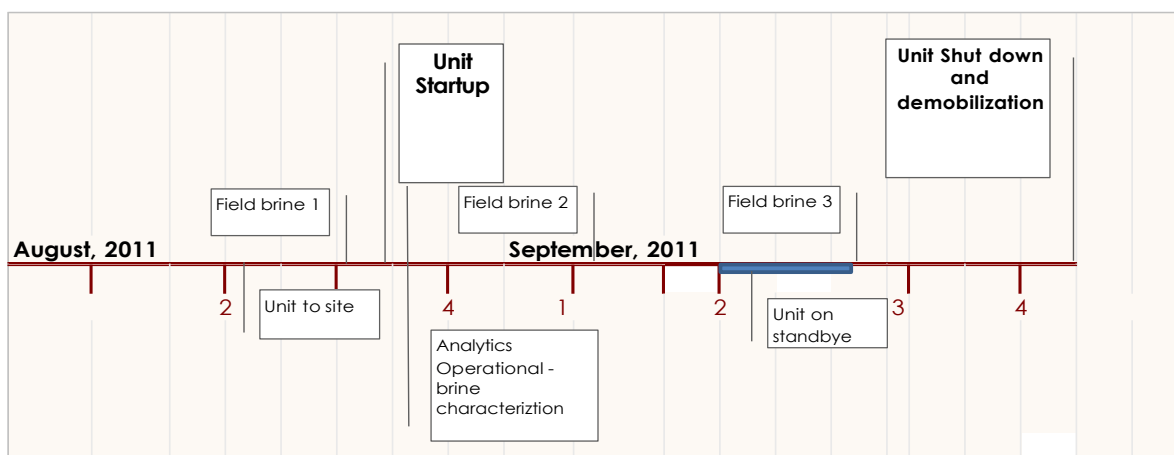 Unit
Startup
Unit Shut down
and
demobilization
Field brine 1
Field brine 2
Field brine 3
August, 2011
September, 2011
2
4
1
2
3
4
Unit to site
Unit on
standbye
Analytics
Operational -
brine
characteriztion